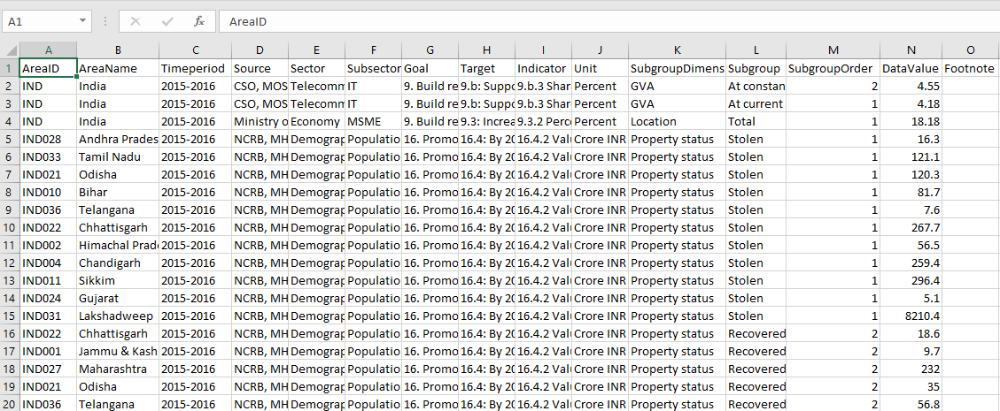 A1 fx AreaID
A B C D E F G H I J K L M N O
1 AreaID AreaName Timeperiod Source Sector Subsector Goal Target Indicator Unit SubgroupDimens Subgroup SubgroupOrder DataValue Footnote
2 IND India 2015-2016 CSO, MOS Telecomm IT 9. Build re 9.b: Suppo 9.b.3 Shar Percent GVA At constan 2 4.55
3 IND India 2015-2016 CSO, MOS Telecomm IT 9. Build re 9.b: Suppo 9.b.3 Shar Percent GVA At current 1 4.18
4 IND India 2015-2016 Ministry o Economy MSME 9. Build re 9.3: Increa 9.3.2 Perc Percent Location Total 1 18.18
5 IND028 Andhra Prades 2015-2016 NCRB, MH Demograp Populatio 16. Promo 16.4: By 20 16.4.2 Valu Crore INR Property status Stolen 1 16.3
6 IND033 Tamil Nadu 2015-2016 NCRB, MH Demograp Populatio 16. Promo 16.4: By 20 16.4.2 Valu Crore INR Property status Stolen 1 121.1
7 IND021 Odisha 2015-2016 NCRB, MH Demograp Populatio 16. Promo 16.4: By 20 16.4.2 Valu Crore INR Property status Stolen 1 120.3
8 IND010 Bihar 2015-2016 NCRB, MH Demograp Populatio 16. Promo 16.4: By 20 16.4.2 Valu Crore INR Property status Stolen 1 81.7
9 IND036 Telangana 2015-2016 NCRB, MH Demograp Populatio 16. Promo 16.4: By 20 16.4.2 Valu Crore INR Property status Stolen 1 7.6
10 IND022 Chhattisgarh 2015-2016 NCRB, MH Demograp Populatio 16. Promo 16.4: By 20 16.4.2 Valu Crore INR Property status Stolen 1 267.7
11 IND002 Himachal Prad 2015-2016 NCRB, MH Demograp Populatio 16. Promo 16.4: By 20 16.4.2 Valu Crore INR Property status Stolen 1 56.5
12 IND004 Chandigarh 2015-2016 NCRB, MH Demograp Populatio 16. Promo 16.4: By 20 16.4.2 Valu Crore INR Property status Stolen 1 259.4
13 IND011 Sikkim 2015-2016 NCRB, MH Demograp Populatio 16. Promo 16.4: By 20 16.4.2 Valu Crore INR Property status Stolen 1 296.4
14 IND024 Gujarat 2015-2016 NCRB, MH Demograp Populatio 16. Promo 16.4: By 20 16.4.2 Valu Crore INR Property status Stolen 1 5.1
15 IND031 Lakshadweep 2015-2016 NCRB, MH Demograp Populatio 16. Promo 16.4: By 20 16.4.2 Valu Crore INR Property status Stolen 1 8210.4
16 IND022 Chhattisgarh 2015-2016 NCRB, MH Demograp Populatio 16. Promo 16.4: By 20 16.4.2 Valu Crore INR Property status Recovered 2 18.6
17 IND001 Jammu & Kash 2015-2016 NCRB, MH Demograp Populatio 16. Promo 16.4: By 20 16.4.2 Valu Crore INR Property status Recovered 2 9.7
18 IND027 Maharashtra 2015-2016 NCRB, MH Demograp Populatio 16. Promo 16.4: By 20 16.4.2 Valu Crore INR Property status Recovered 2 232
19 IND021 Odisha 2015-2016 NCRB, MH Demograp Populatio 16. Promo 16.4: By 20 16.4.2 Valu Crore INR Property status Recovered 2 35
20 IND036 Telangana 2015-2016 NCRB, MH Demograp Populatio 16. Promo 16.4: By 20 16.4.2 Valu Crore INR Property status Recovered 2 56.8